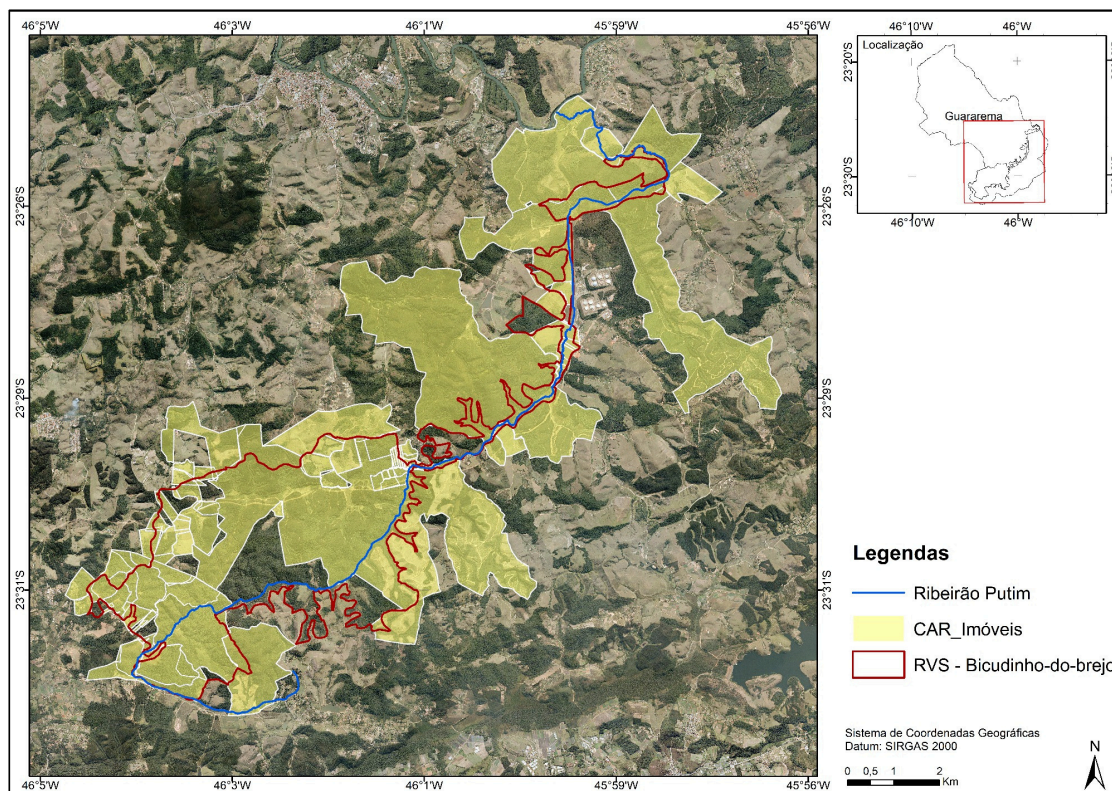 46°5'W 46°3'W 46°1'W 45°59'W 45°56'W
23°26'S
23°29'S
23°31'S
23°26'S
23°29'S
23°31'S
46°5'W 46°3'W 46°1'W 45°59'W 45°56'W
46°10'W 46°W
Localização
23°20'S
23°30'S
Guararema
46°10'W 46°W
Legendas
Ribeirão Putim
CAR_Imóveis
RVS - Bicudinho-do-brejo
Sistema de Coordenadas Geográficas
Datum: SIRGAS 2000
0 0,5 1 2
Km
N